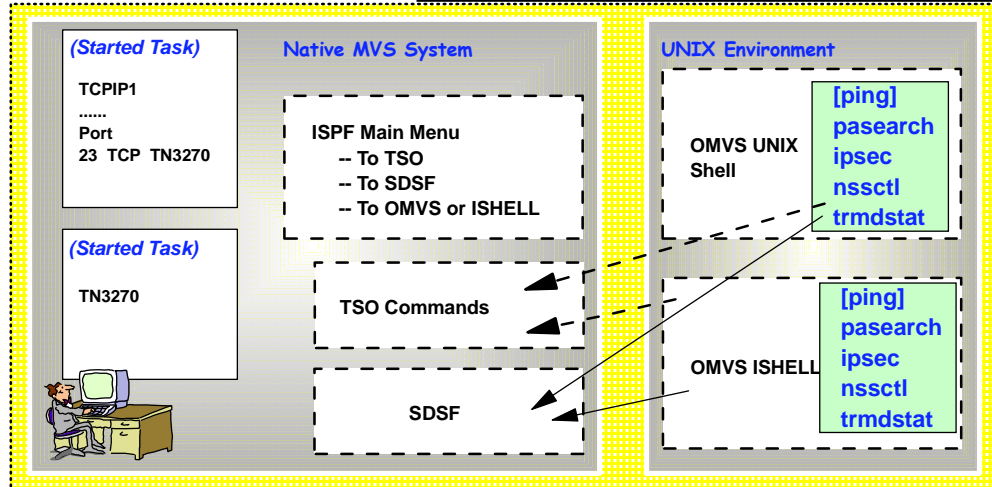 (Started Task)
TCPIP1
......
Port
23 TCP TN3270
(Started Task)
TN3270
Native MVS System
ISPF Main Menu
-- To TSO
-- To SDSF
-- To OMVS or ISHELL
TSO Commands
SDSF
UNIX Environment
OMVS UNIX
Shell
[ping]
pasearch
ipsec
nssctl
trmdstat
OMVS ISHELL
[ping]
pasearch
ipsec
nssctl
trmdstat